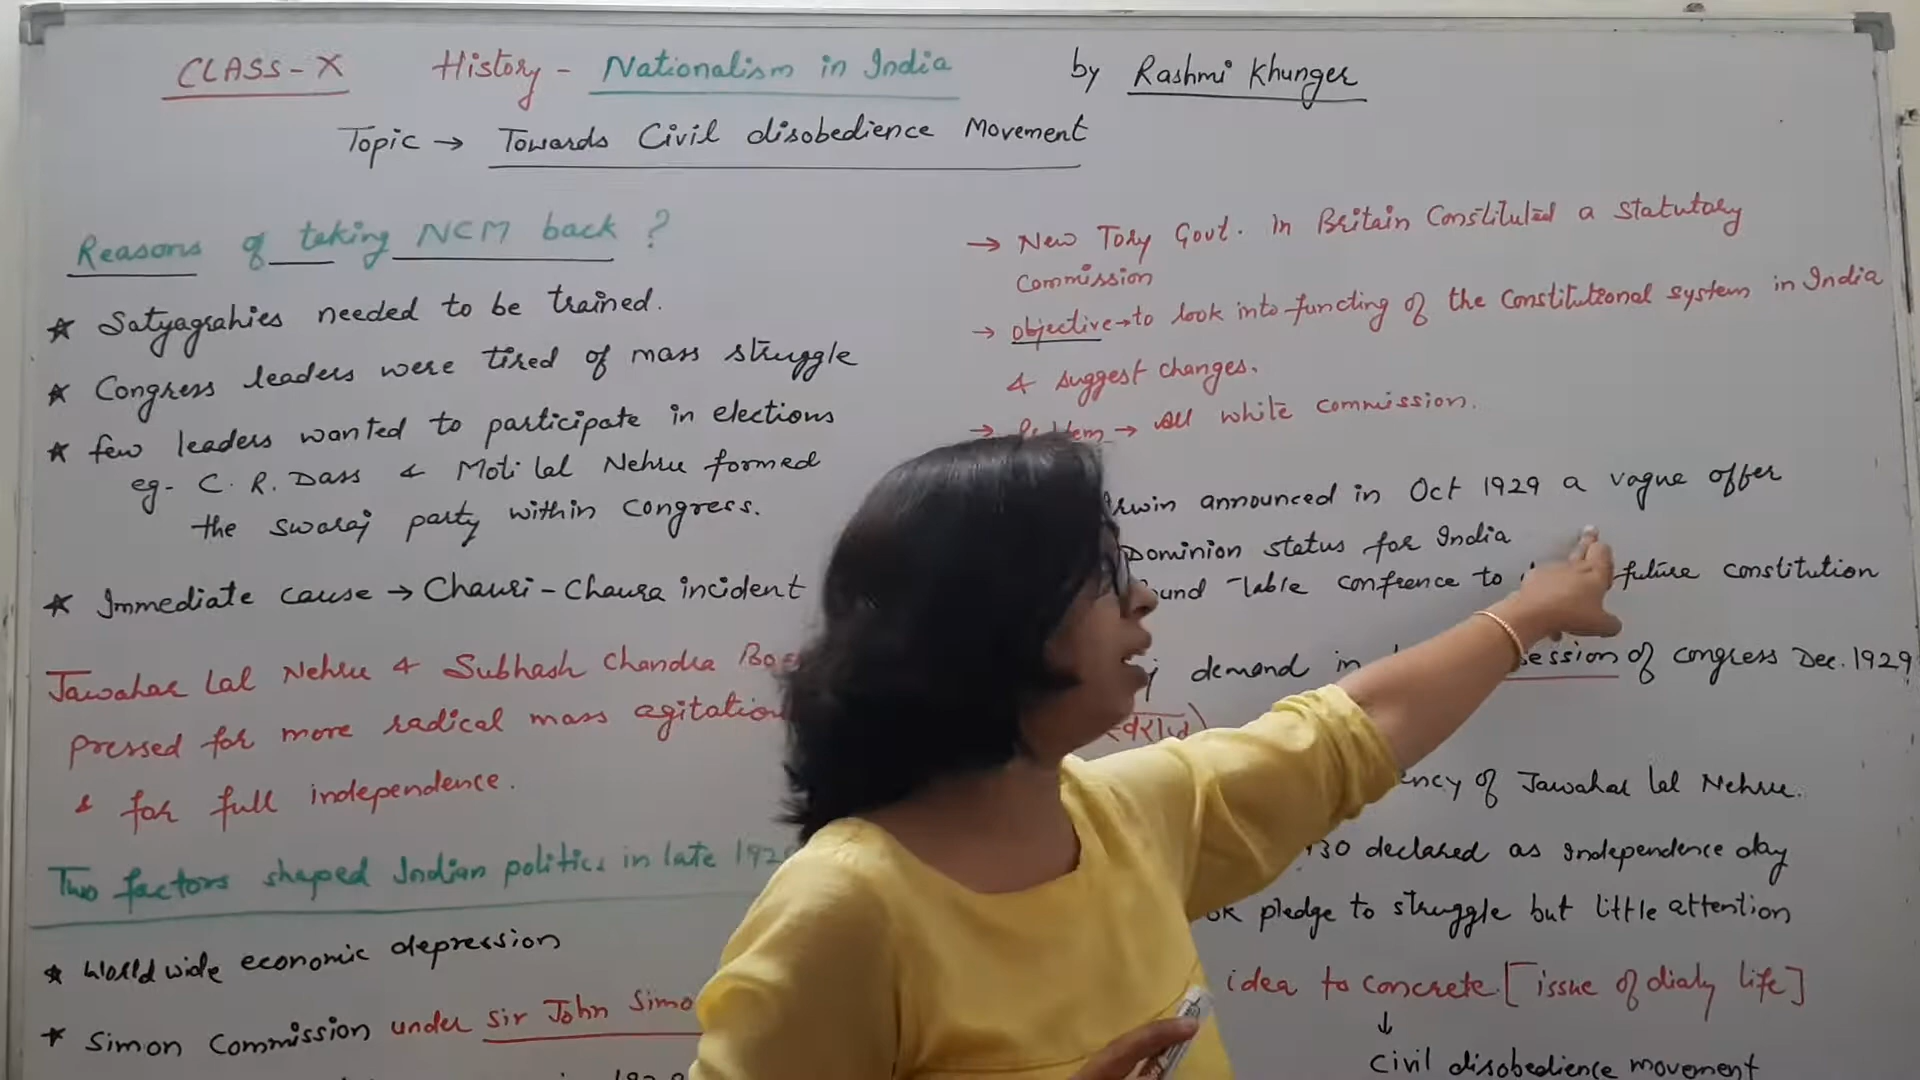 CLASS-X History - Nationalism in India by Rashmi Khunger
Topic → Towards Civil disobedience Movement
Reasons of taking NCM back ?
★ Satyagrahies needed to be trained.
★ Congress leaders were tired of mass struggle
★ few leaders wanted to participate in elections
eg- C. R. Dass & Moti lal Nehru formed
the swaraj party within Congress.
★ Immediate cause → Chauri-Chaura incident
Jawahar Lal Nehru & Subhash Chandra
pressed for more radical mass agitation
& for full independence.
Two factors shaped Indian politics in late
★ World wide economic depression
★ Simon Commission under Sir John
→ New Tory Govt. in Britain Constituted a statutory
Commission
→ objective → to look into functing of the Constitutional system in India
& suggest changes.
→ → all white commission.
announced in Oct 1929 a vague offer
Dominion status for India
Table confrence to future constitution
demand in of congress Dec. 1929
of Jawahar lal Nehru.
declared as independence day
pledge to struggle but little attention
idea to concrete [issue of dialy life]
↓
Civil disobedience movement